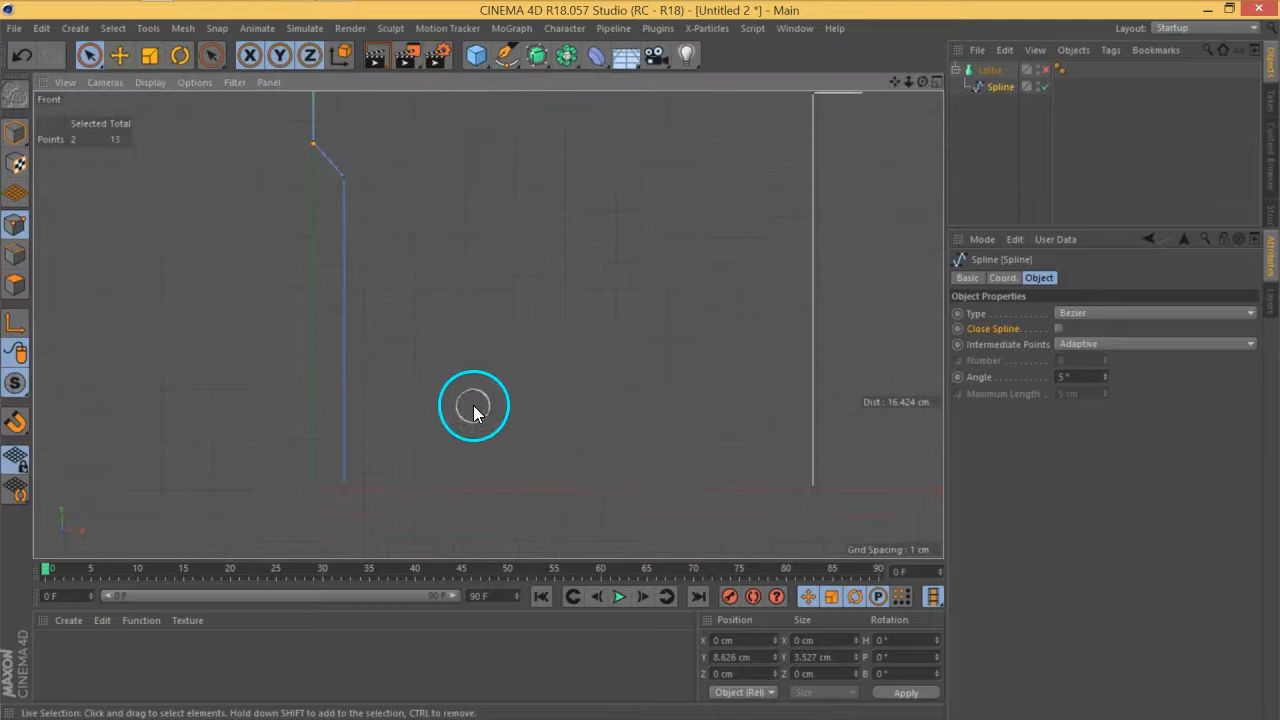 CINEMA 4D R18.057 Studio (RC - R18) - [Untitled 2 *] - Main
File Edit Create Select Tools Mesh Snap Animate Simulate Render Sculpt Motion Tracker MoGraph Character Pipeline Plugins X-Particles Script Window Help Layout: Startup
X Y Z
File Edit View Objects Tags Bookmarks
Lathe
Spline
Objects
Takes
Content Browser
View Cameras Display Options Filter Panel
Front
Selected Total
Points 2 13
Mode Edit User Data
Attributes
Layers
Spline [Spline]
Basic Coord. Object
Object Properties
Type Bezier
Close Spline.
Intermediate Points Adaptive
Number 8
Angle 5 °
Maximum Length 5 cm
Dist : 16.424 cm
S
Grid Spacing : 1 cm
0 5 10 15 20 25 30 35 40 45 50 55 60 65 70 75 80 85 90 0 F
0 F 0 F 90 F 90 F
P
Create Edit Function Texture
Position Size Rotation
X 0 cm X 0 cm H 0 °
Y 8.626 cm Y 3.527 cm P 0 °
Z 0 cm Z 0 cm B 0 °
Object (Rel) Size Apply
MAXON
CINEMA 4D
Live Selection: Click and drag to select elements. Hold down SHIFT to add to the selection, CTRL to remove.